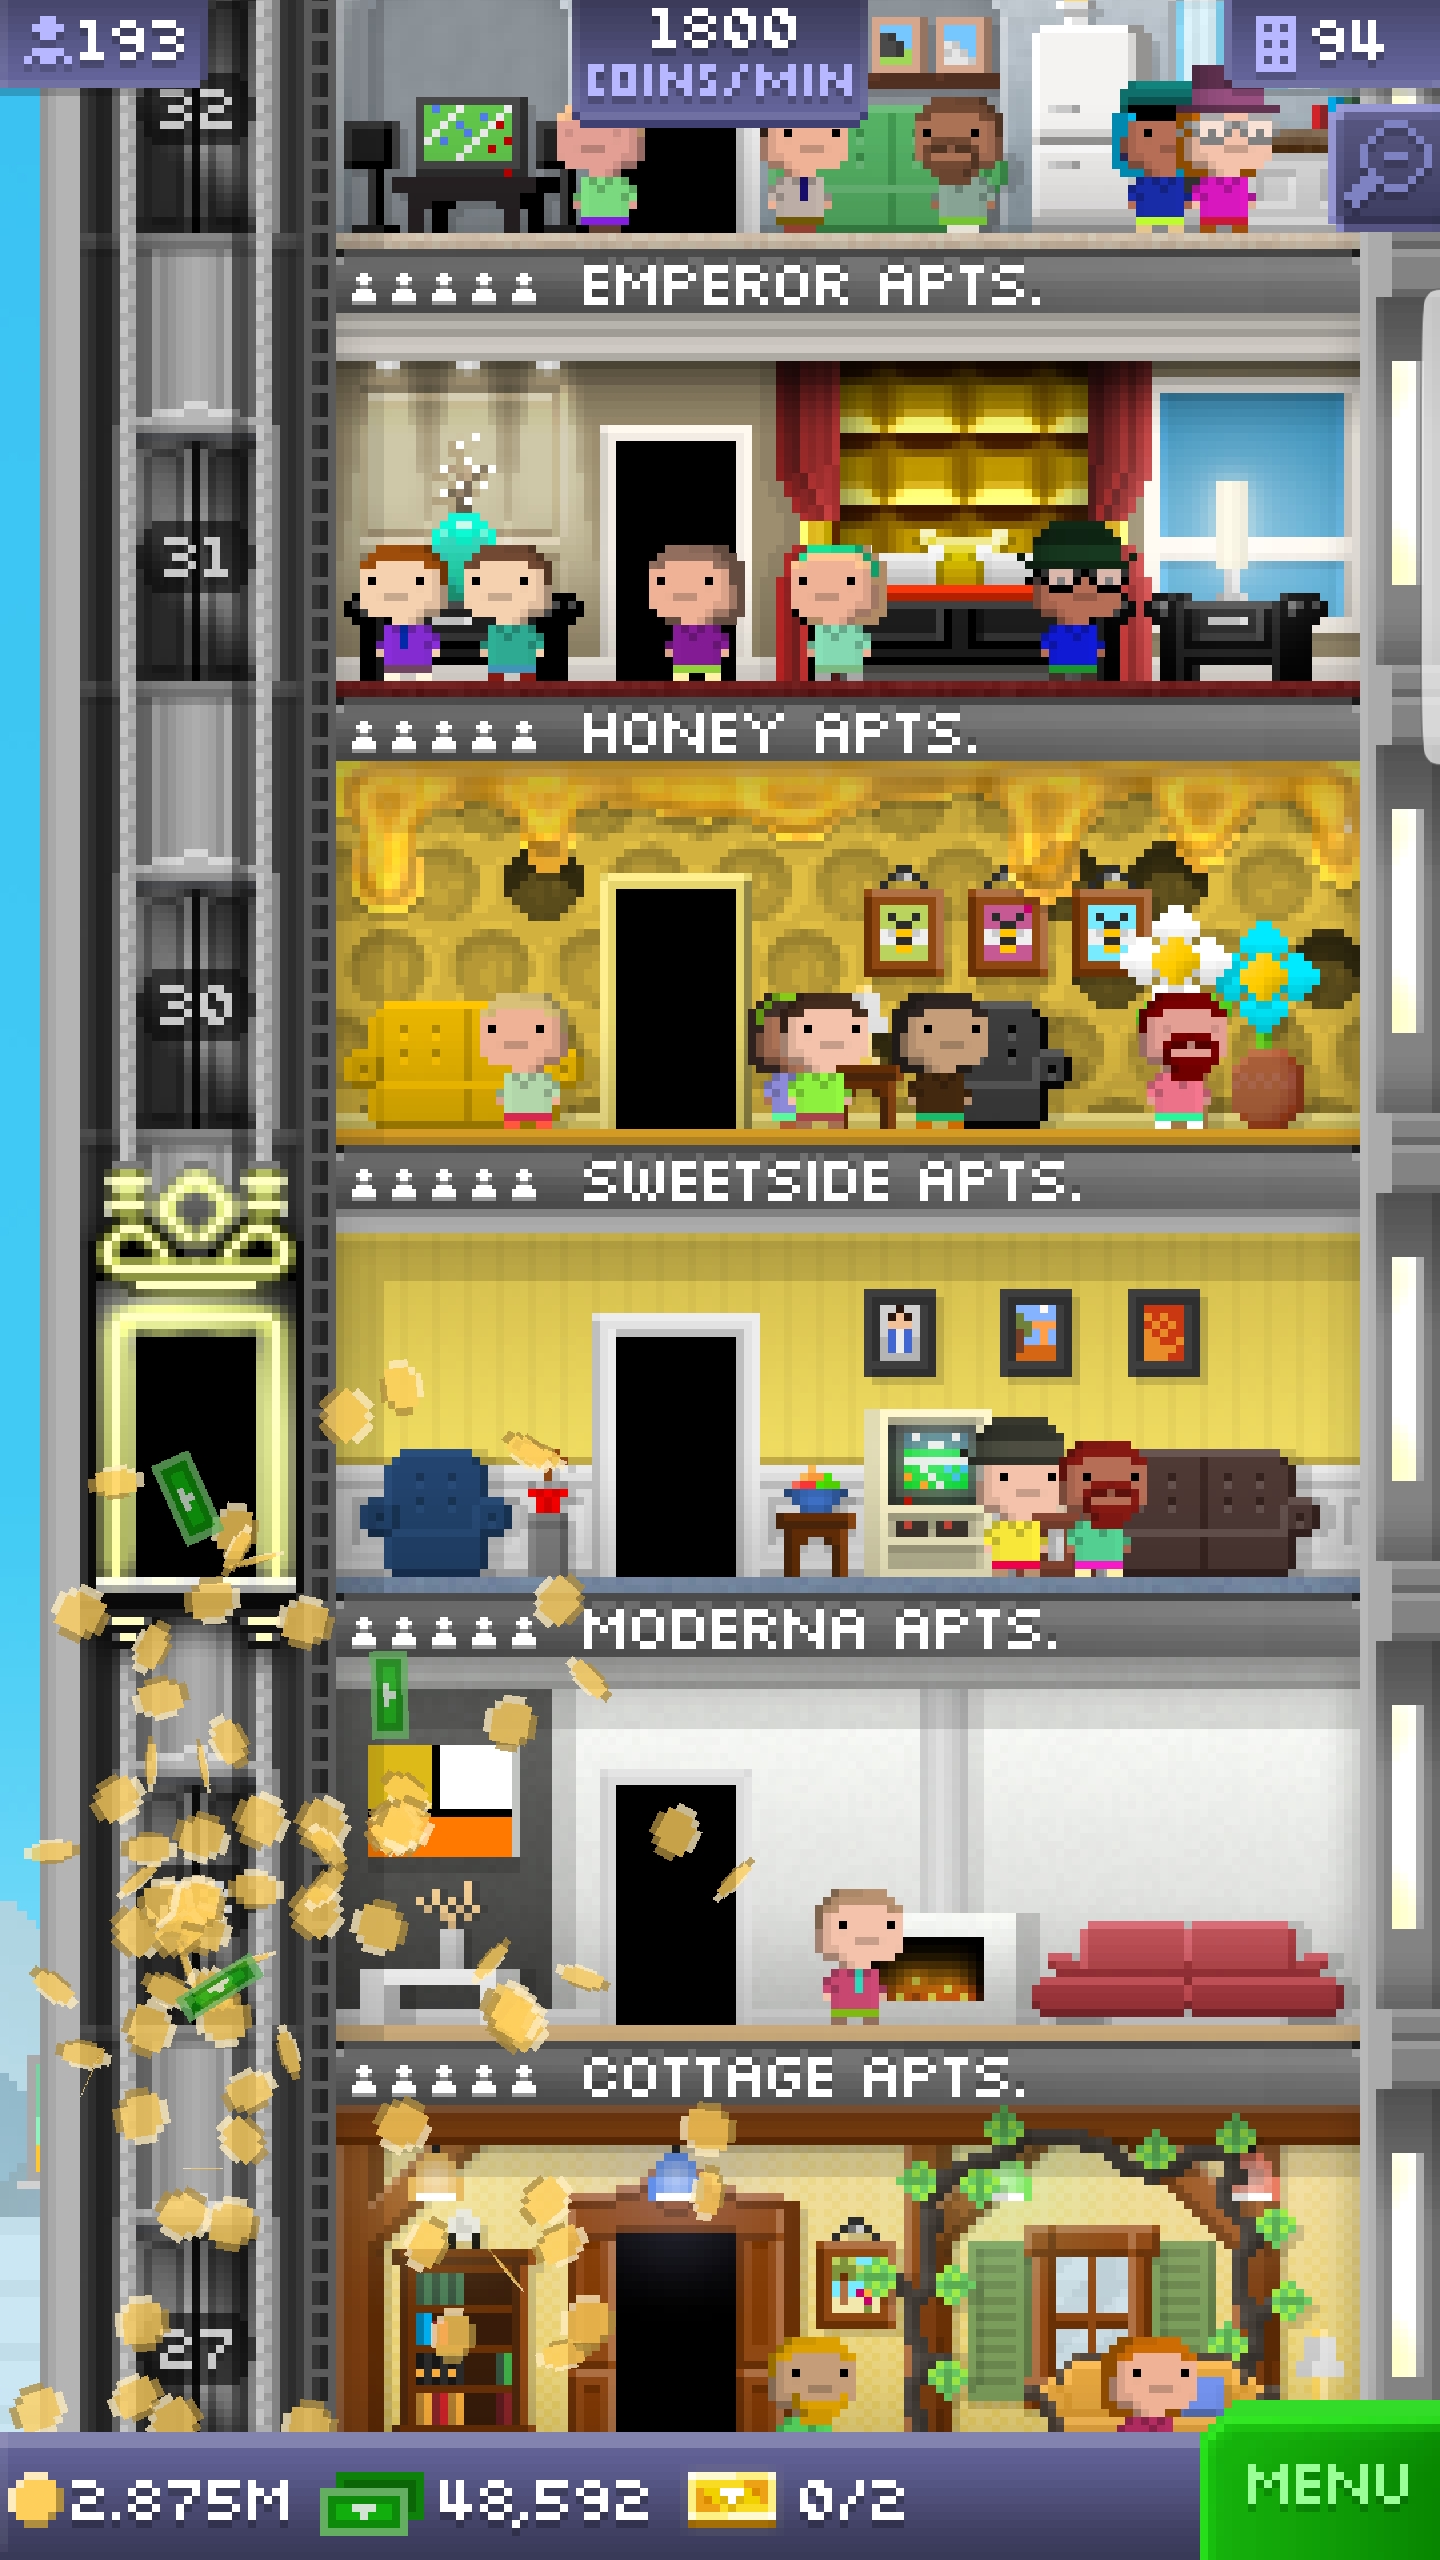 193
1800
COINS/MIN
94
32
EMPEROR APTS.
31
HONEY APTS.
30
SWEETSIDE APTS.
MODERNA APTS.
COTTAGE APTS.
27
2.875M
48,592
0/2
MENU